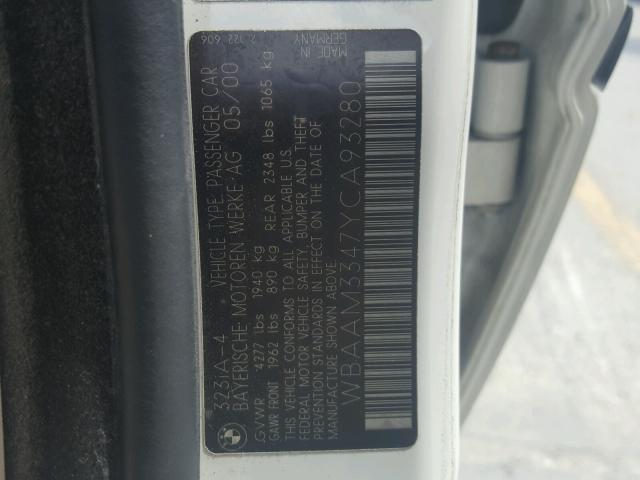 323IA-4 VEHICLE TYPE: PASSENGER CAR
BAYERISCHE MOTOREN WERKE AG 05/00
GVWR 4277 lbs 1940 kg
GAWR FRONT 1962 lbs 890 kg REAR 2348 lbs 1065 kg
THIS VEHICLE CONFORMS TO ALL APPLICABLE U.S.
FEDERAL MOTOR VEHICLE SAFETY, BUMPER AND THEFT
PREVENTION STANDARDS IN EFFECT ON THE DATE OF
MANUFACTURE SHOWN ABOVE.
WBAAM3347YCA93280
MADE IN
GERMANY
BMW